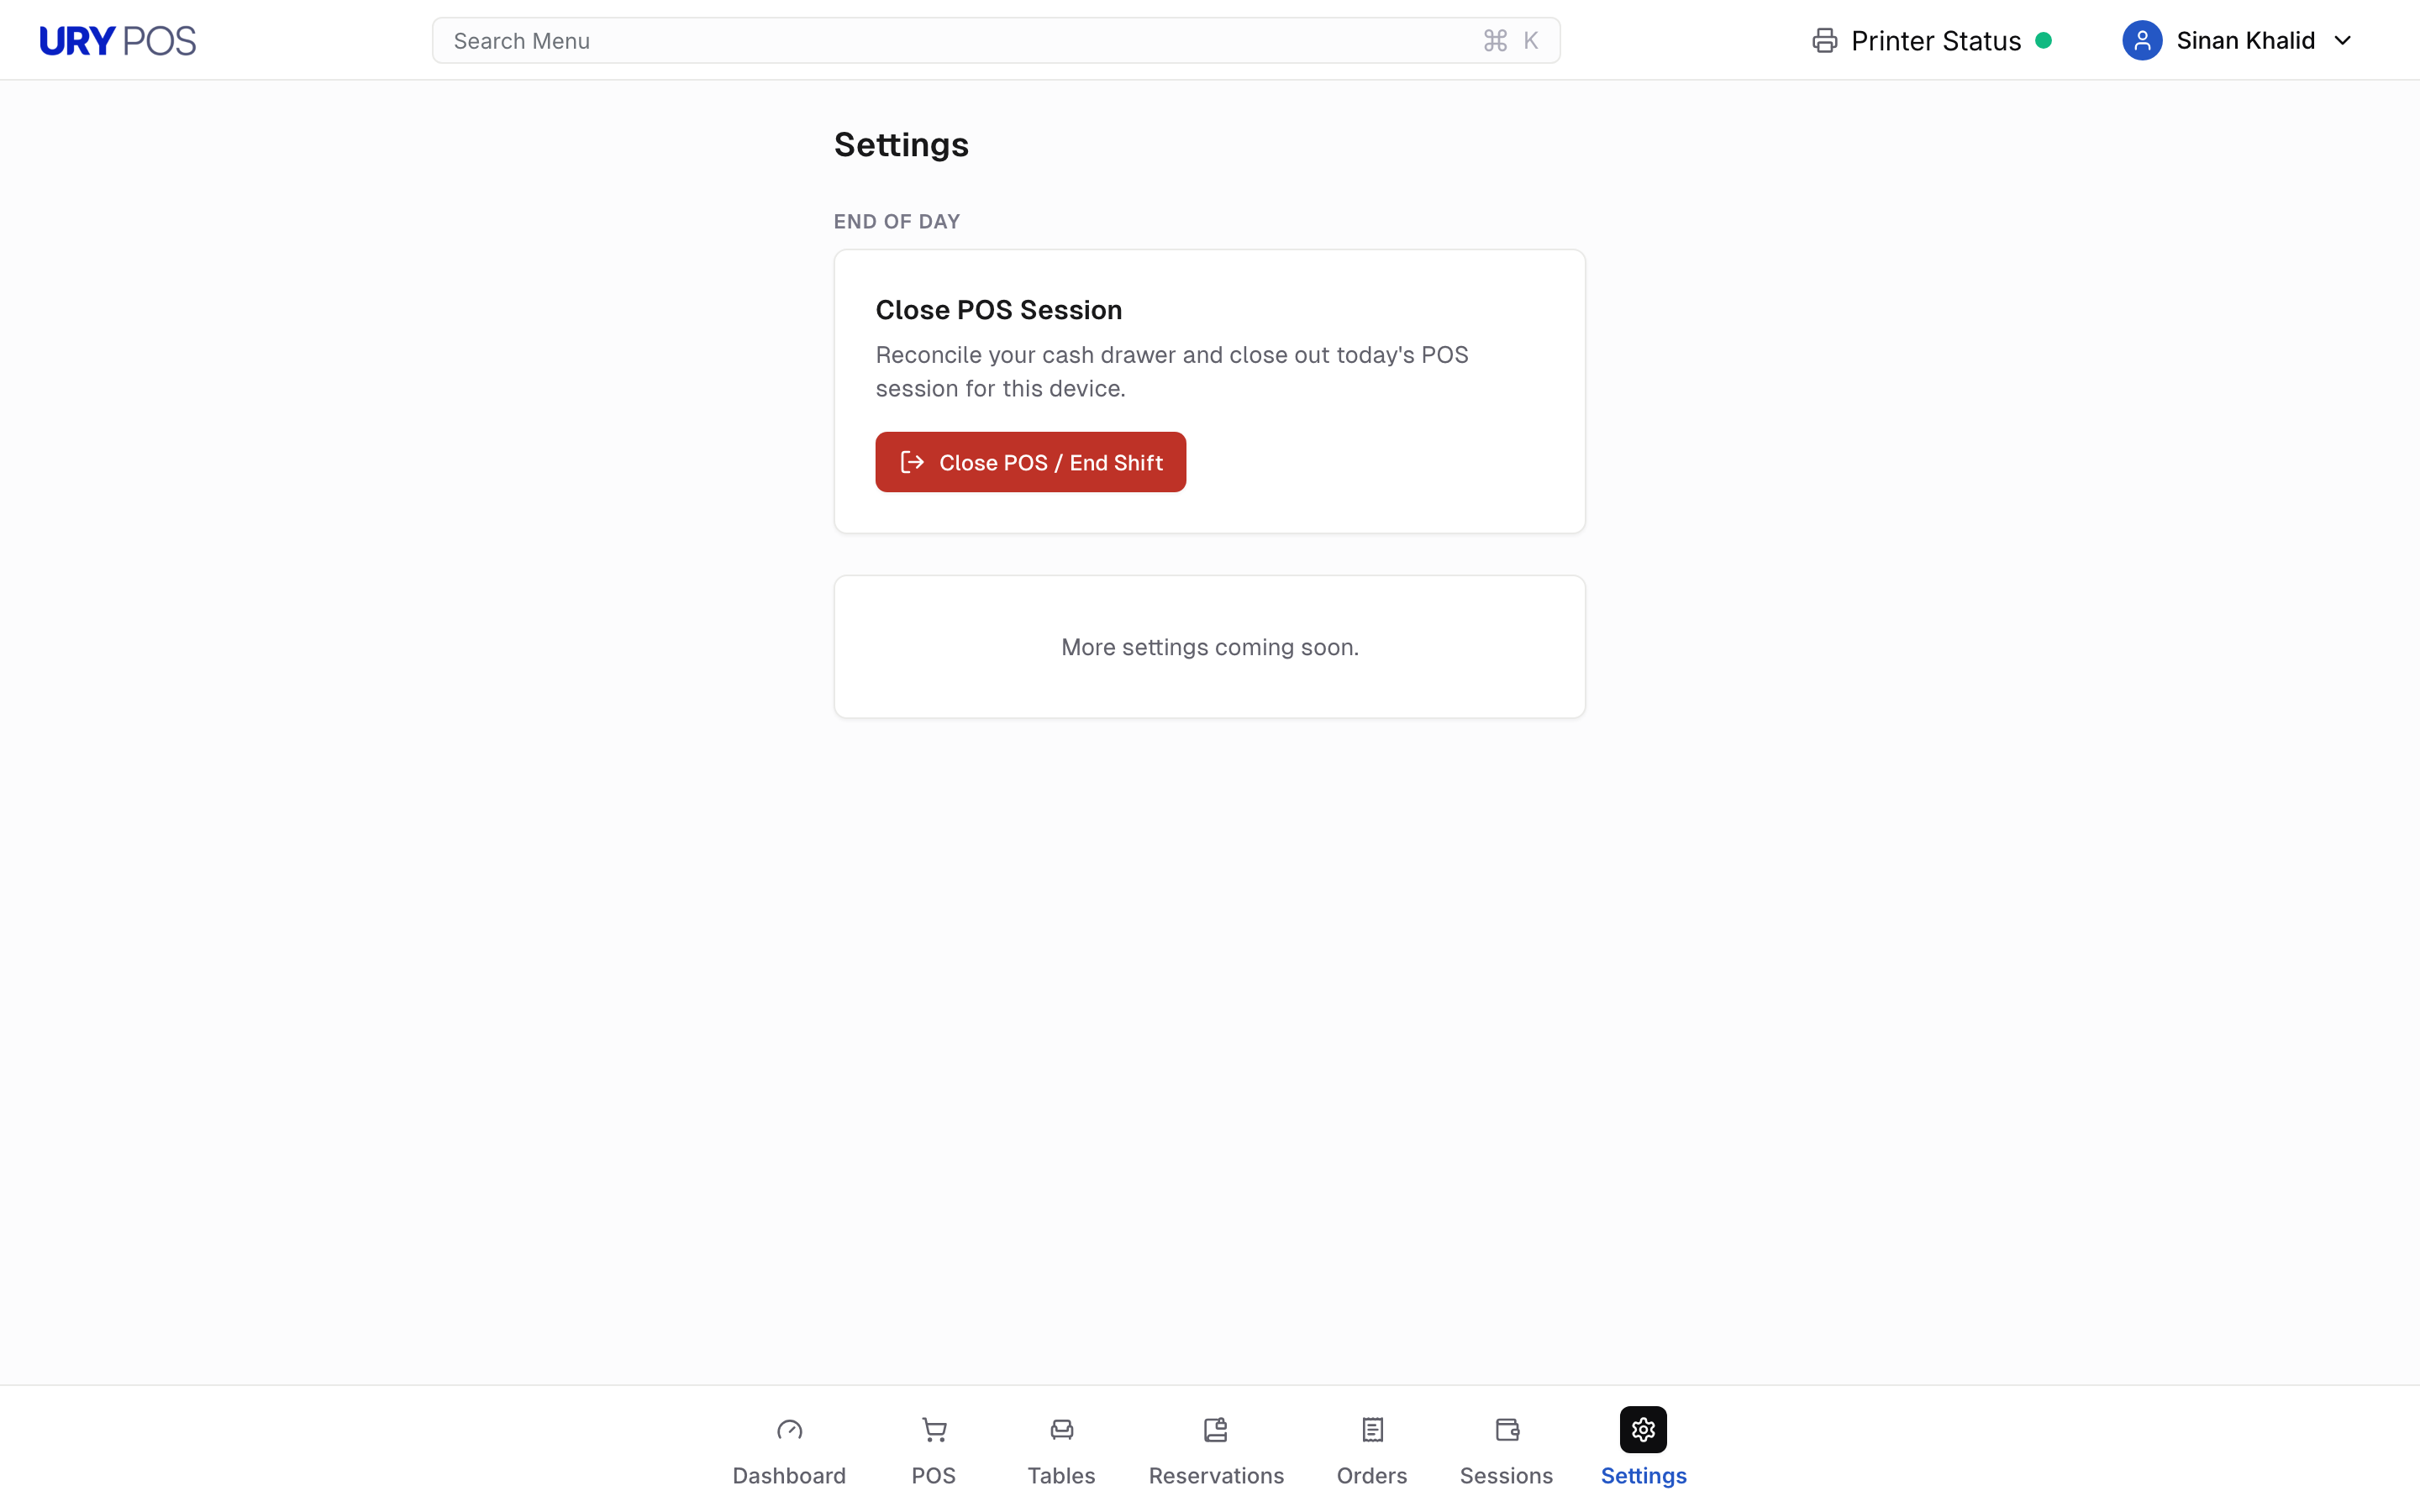 URY POS
Search Menu
⌘ K
Printer Status
Sinan Khalid
Settings
END OF DAY
Close POS Session
Reconcile your cash drawer and close out today's POS
session for this device.
Close POS / End Shift
More settings coming soon.
Dashboard
POS
Tables
Reservations
Orders
Sessions
Settings